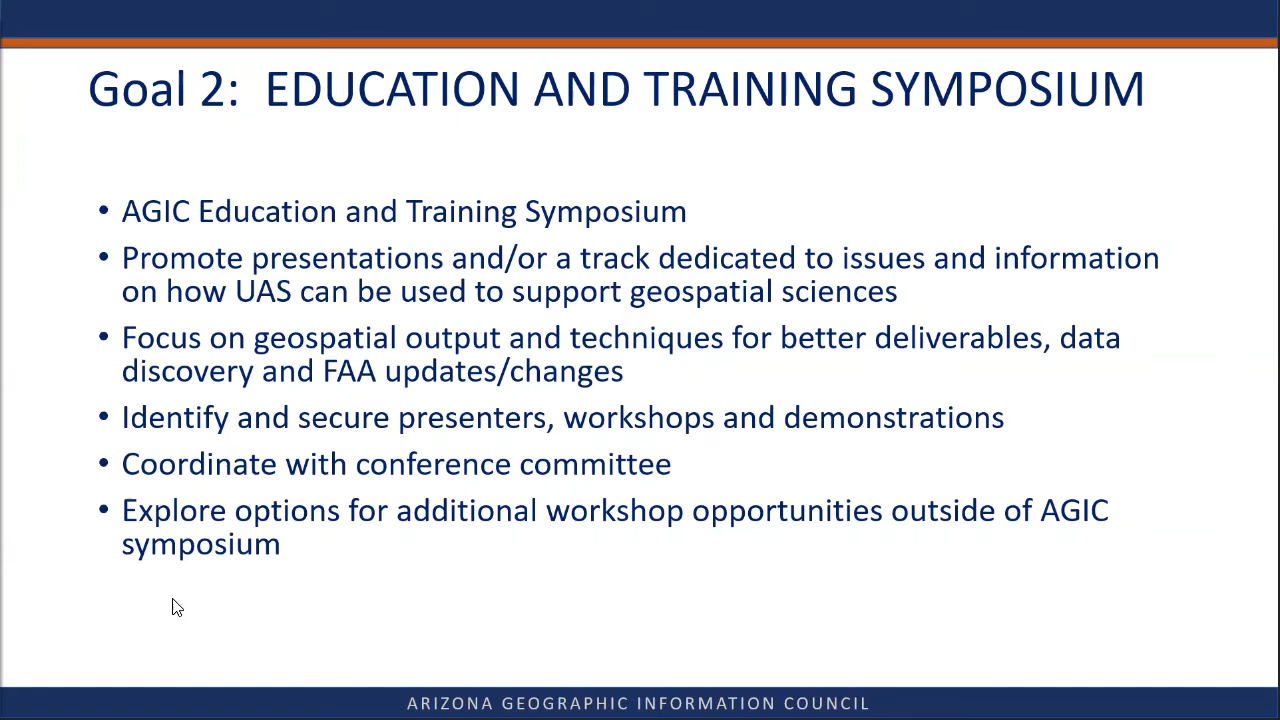 Goal 2: EDUCATION AND TRAINING SYMPOSIUM
• AGIC Education and Training Symposium
• Promote presentations and/or a track dedicated to issues and information
on how UAS can be used to support geospatial sciences
• Focus on geospatial output and techniques for better deliverables, data
discovery and FAA updates/changes
• Identify and secure presenters, workshops and demonstrations
• Coordinate with conference committee
• Explore options for additional workshop opportunities outside of AGIC
symposium
ARIZONA GEOGRAPHIC INFORMATION COUNCIL